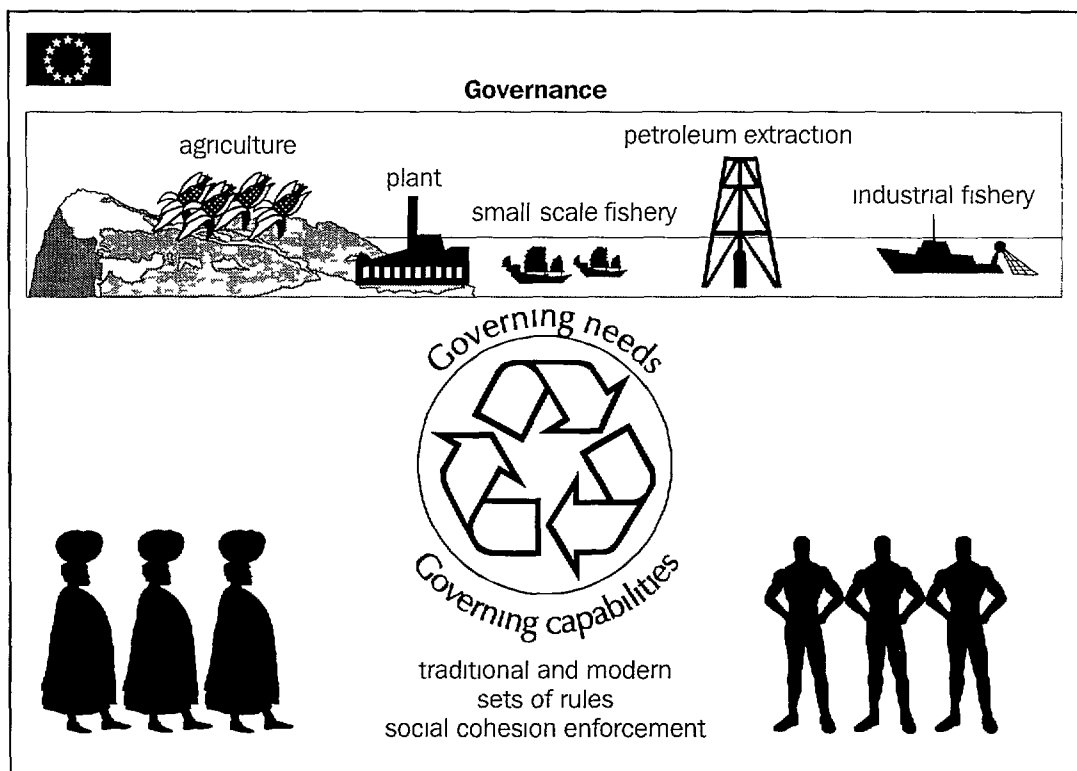 Governance
agriculture
plant
small scale fishery
petroleum extraction
industrial fishery
Governing needs
Governing capabilities
traditional and modern
sets of rules
social cohesion enforcement